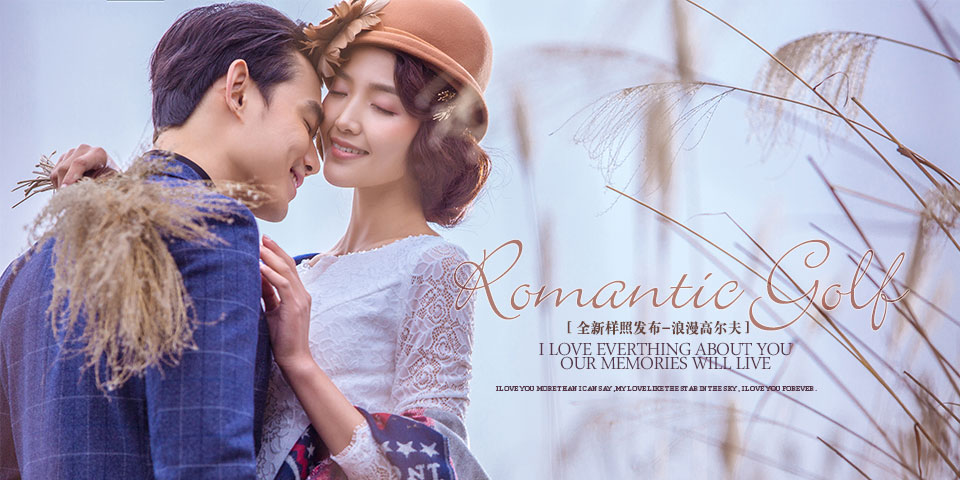 Romantic Golf
[ 全新样照发布-浪漫高尔夫 ]
I LOVE EVERTHING ABOUT YOU
OUR MEMORIES WILL LIVE
I LOVE YOU MORE THAN I CAN SAY ,MY LOVE LIKE THE STAR IN THE SKY , I LOVE YOU FOREVER .